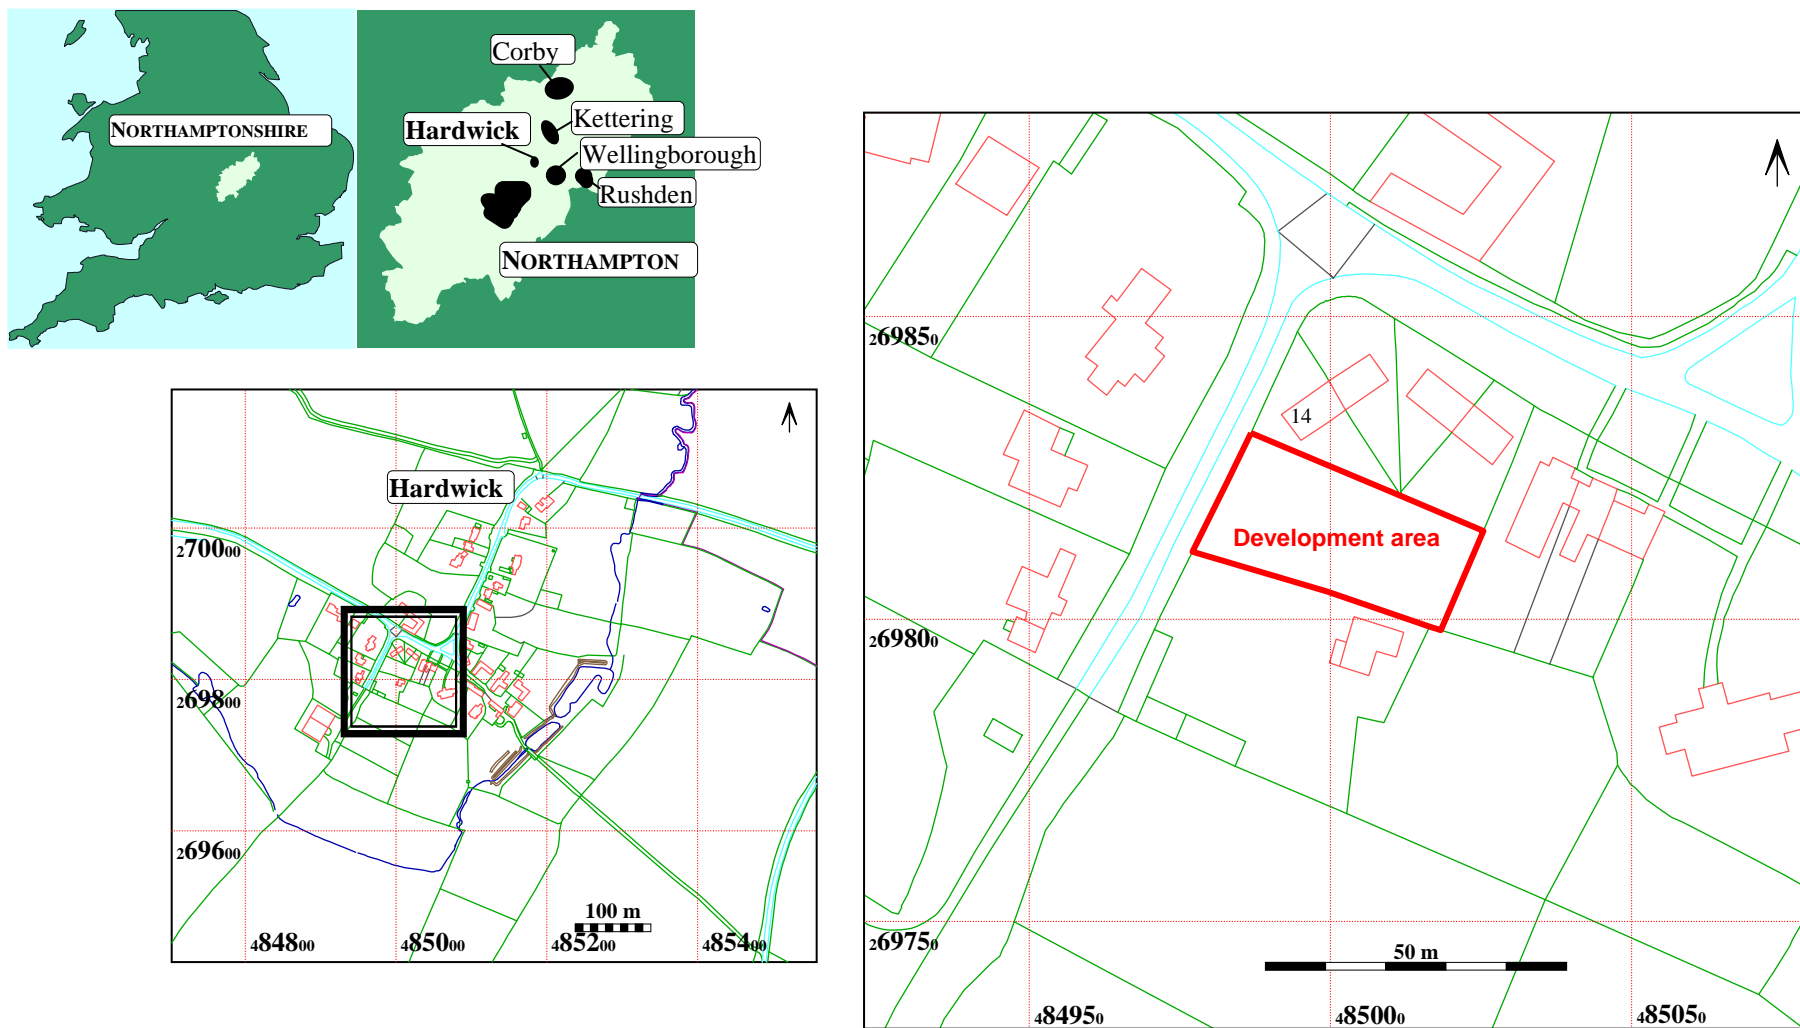 NORTHAMPTONSHIRE
Corby
Kettering
Hardwick
Wellingborough
Rushden
NORTHAMPTON
Hardwick
270000
269800
269600
100 m
484800
485000
485200
485400
269850
14
Development area
269800
269750
50 m
484950
485000
485050